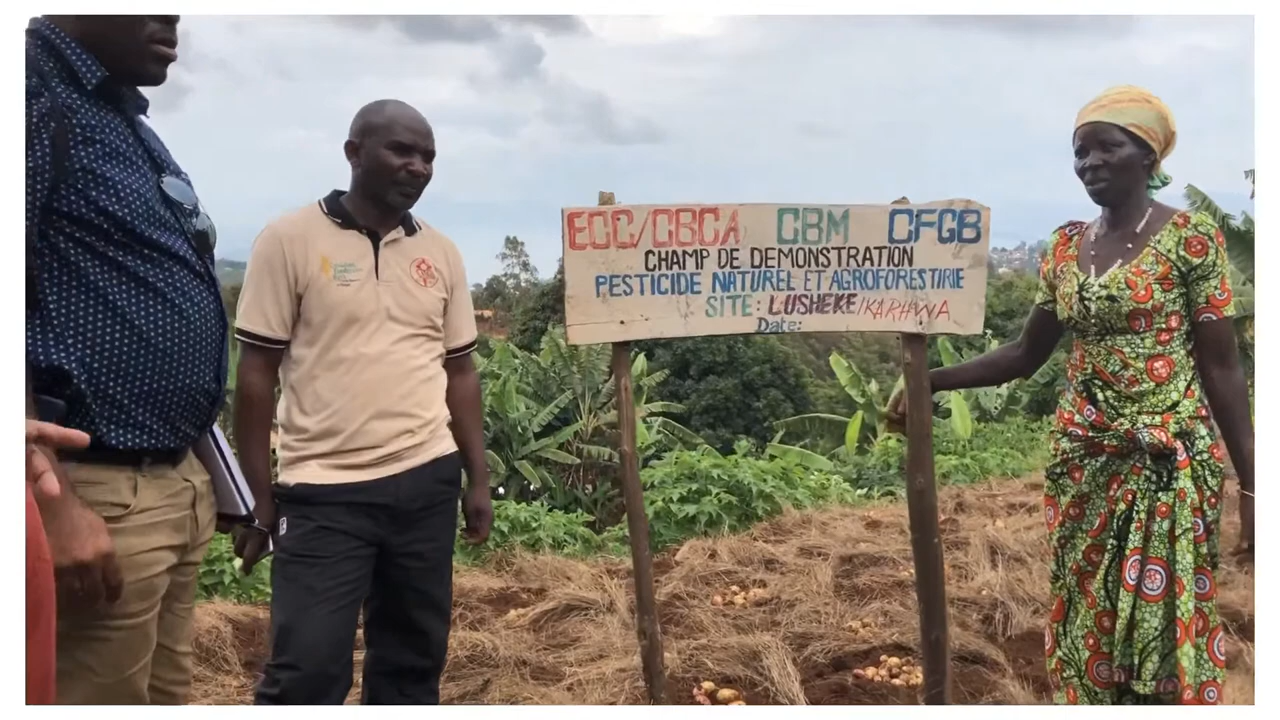 ECC/CBCA CBM CFGB
CHAMP DE DEMONSTRATION
PESTICIDE NATUREL ET AGROFORESTIRIE
SITE: LUSHEKE/KARHWA
Date: